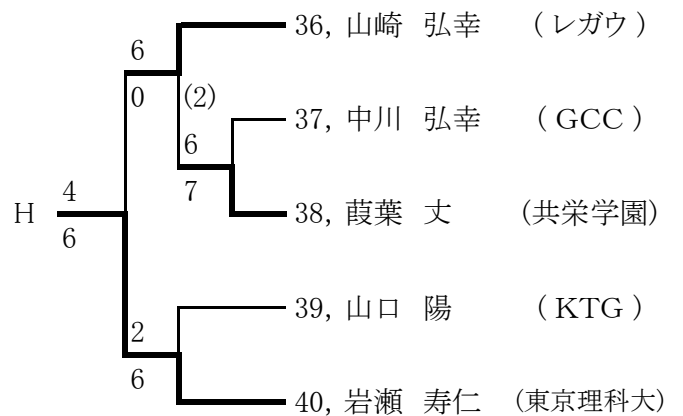 36, 山崎 弘幸 (レガウ)
6
0
(2)
37, 中川 弘幸 (GCC)
6
7
H
4
6
38, 葭葉 丈 (共栄学園)
39, 山口 陽 (KTG)
2
6
40, 岩瀬 寿仁 (東京理科大)